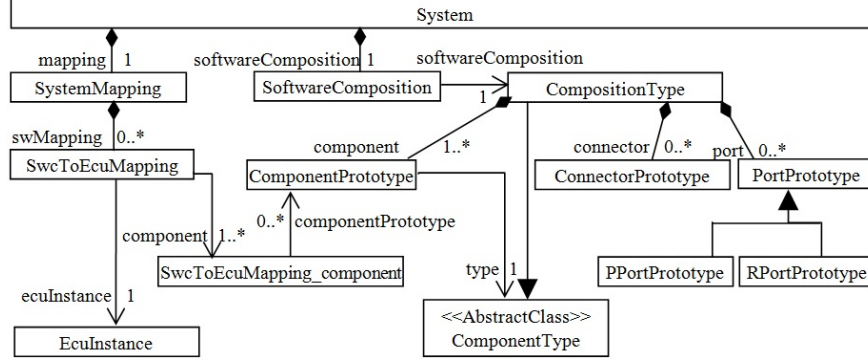 System
mapping 1 softwareComposition 1 softwareComposition
SystemMapping SoftwareComposition 1 CompositionType
swMapping 0..* component 1..* connector 0..* port 0..*
SwcToEcuMapping ComponentPrototype ConnectorPrototype PortPrototype
component 1..* 0..* componentPrototype
SwcToEcuMapping_component type 1 PPortPrototype RPortPrototype
ecuInstance 1
<<AbstractClass>>
EcuInstance ComponentType